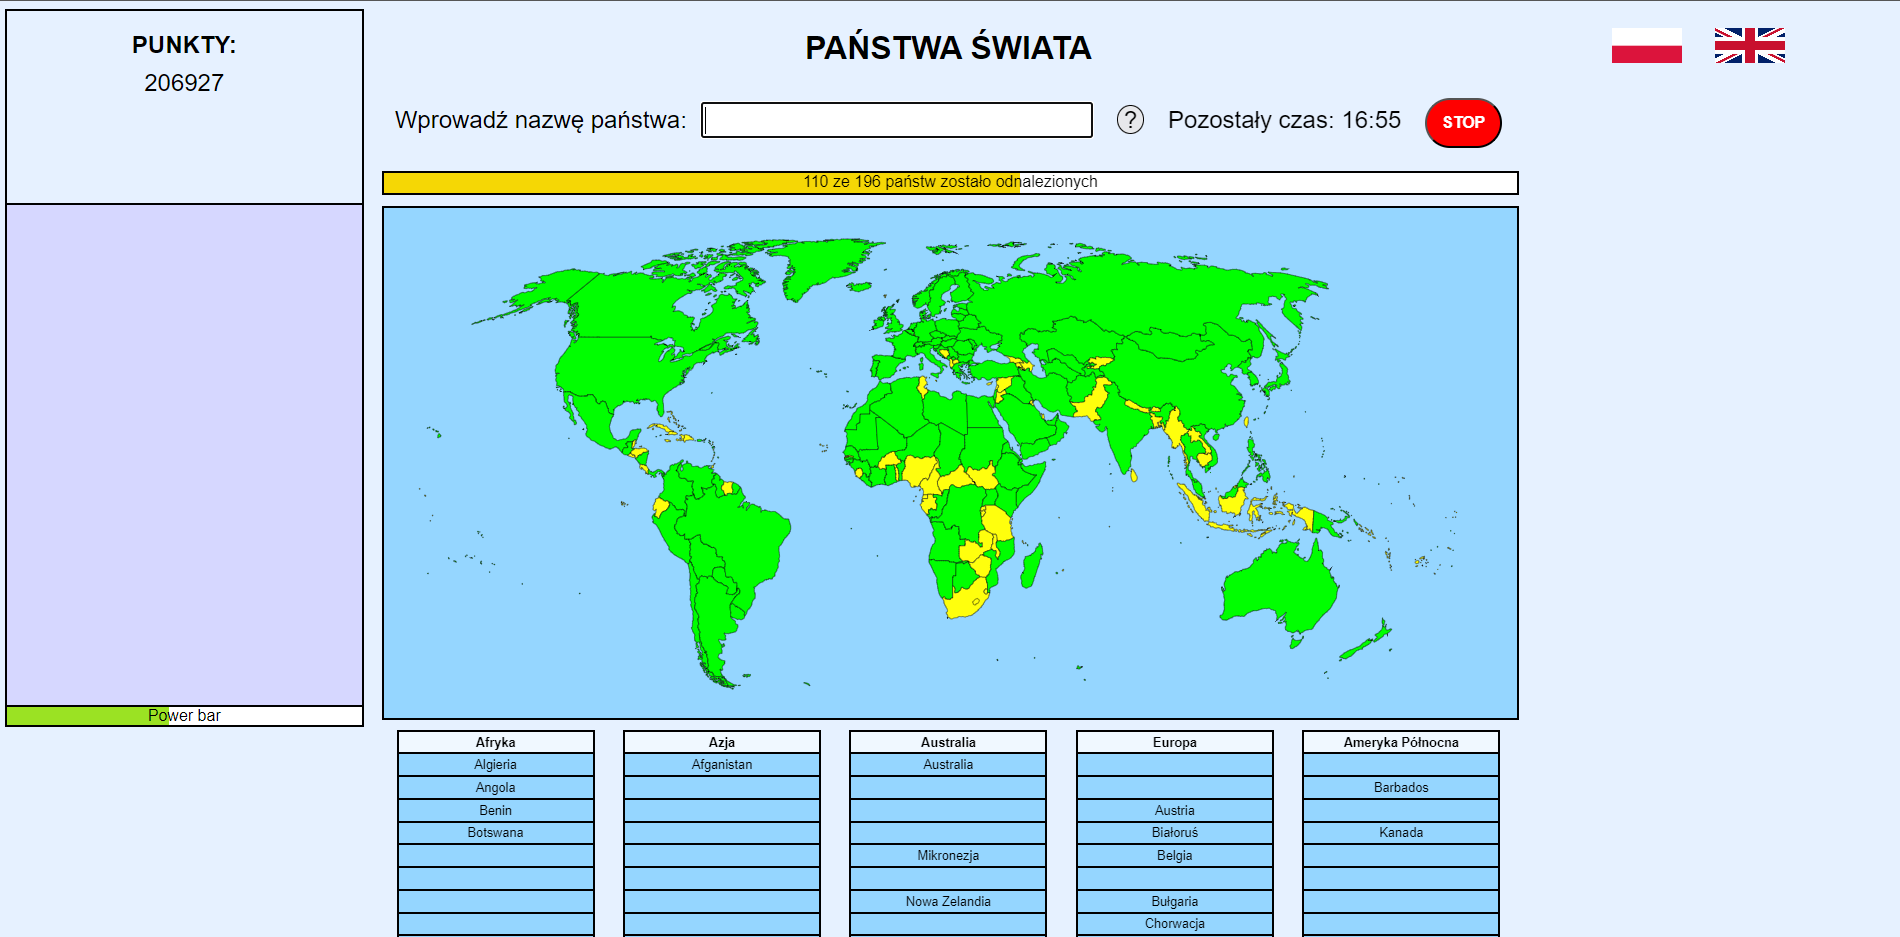 PUNKTY:
206927
PAŃSTWA ŚWIATA
Wprowadź nazwę państwa:
?
Pozostały czas: 16:55
STOP
110 ze 196 państw zostało odnalezionych
Power bar
Afryka
Algieria
Angola
Benin
Botswana
Azja
Afganistan
Australia
Australia
Mikronezja
Nowa Zelandia
Europa
Austria
Białoruś
Belgia
Bułgaria
Chorwacja
Ameryka Północna
Barbados
Kanada